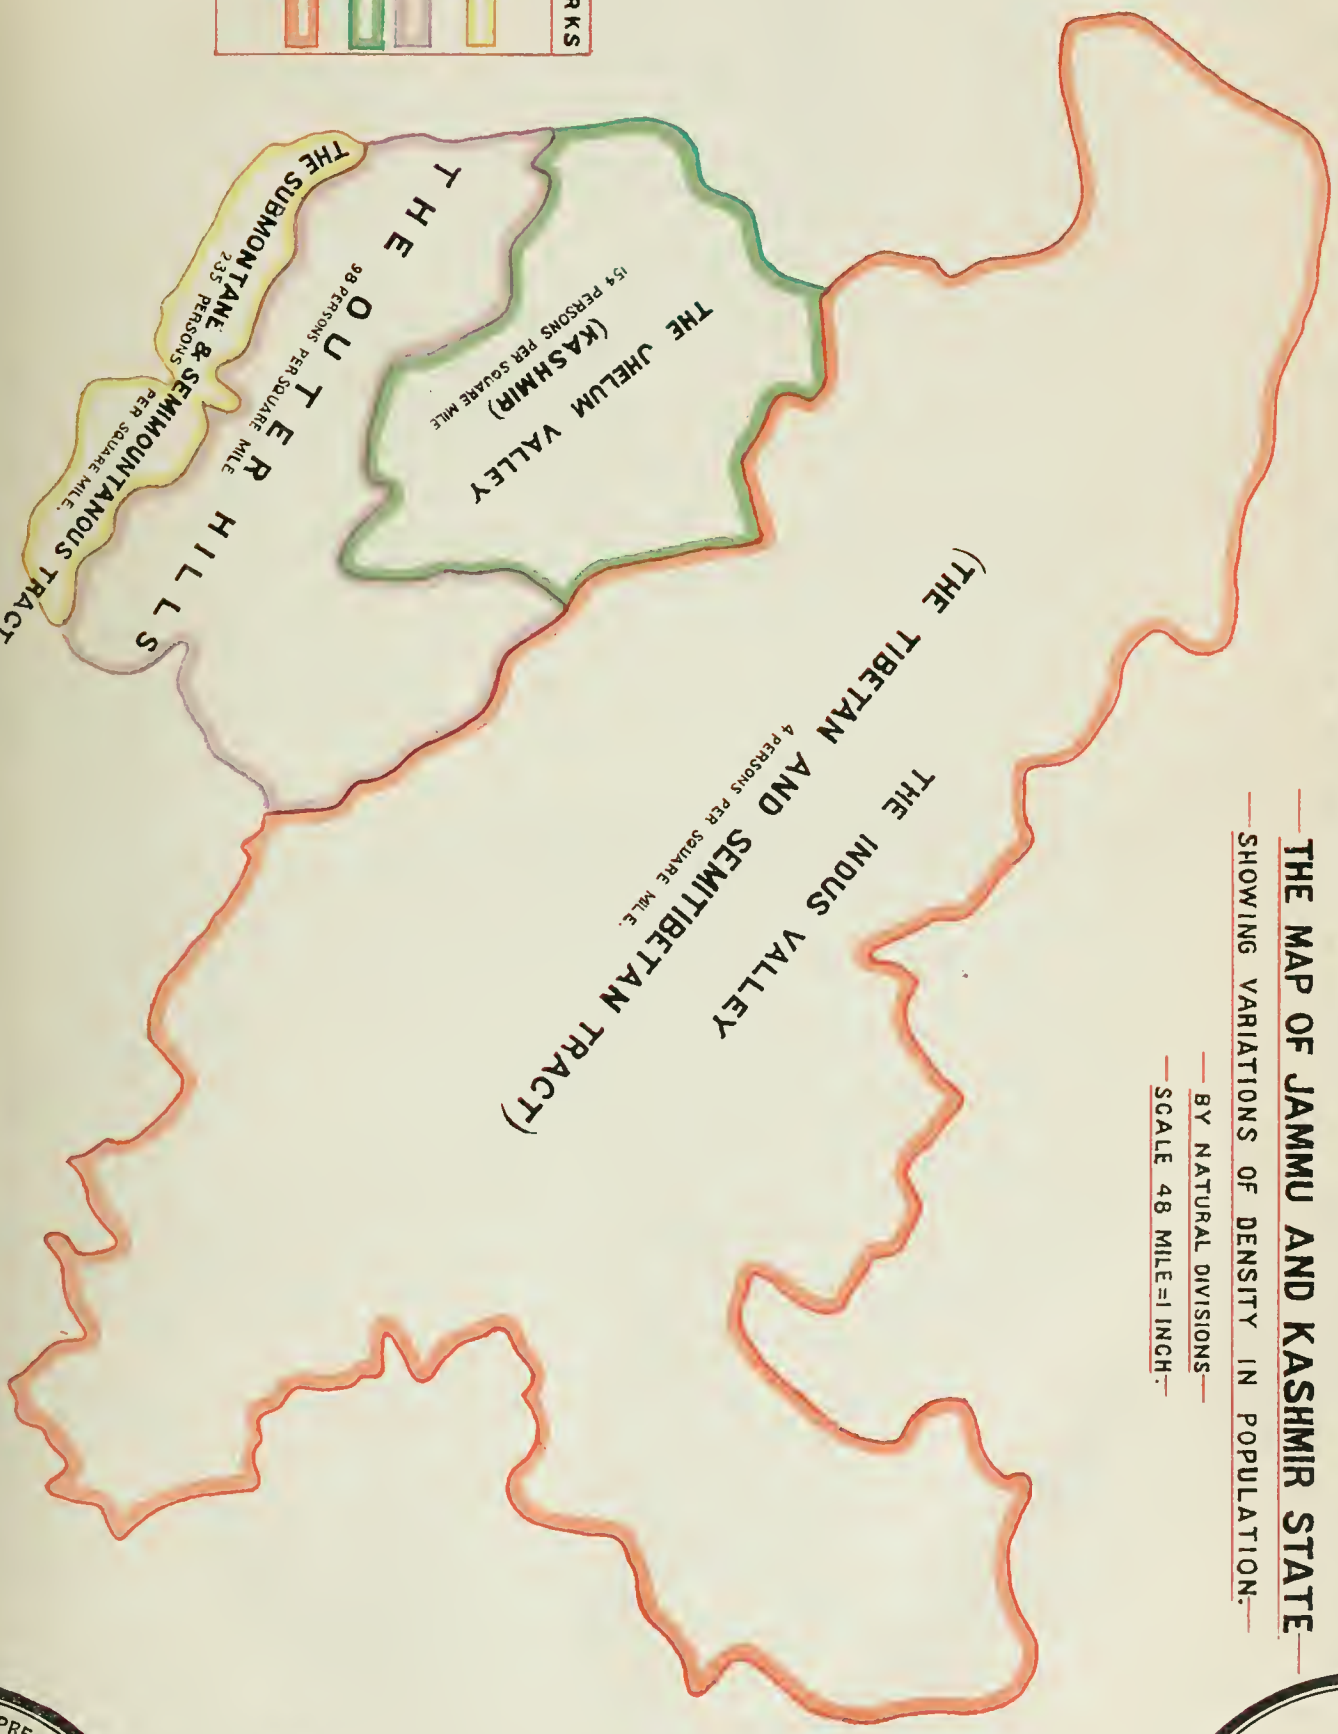 THE MAP OF JAMMU AND KASHMIR STATE
SHOWING VARIATIONS OF DENSITY IN POPULATION.
BY NATURAL DIVISIONS
SCALE 48 MILE=1 INCH.
THE INDUS VALLEY
(THE TIBETAN AND SEMITIBETAN TRACT)
4 PERSONS PER SQUARE MILE.
THE JHELUM VALLEY
(KASHMIR)
154 PERSONS PER SQUARE MILE
THE OUTER HILLS
98 PERSONS PER SQUARE MILE
THE SUBMONTANE & SEMIMOUNTANOUS TRACT
235 PERSONS PER SQUARE MILE.
RKS
TRACT
PRE